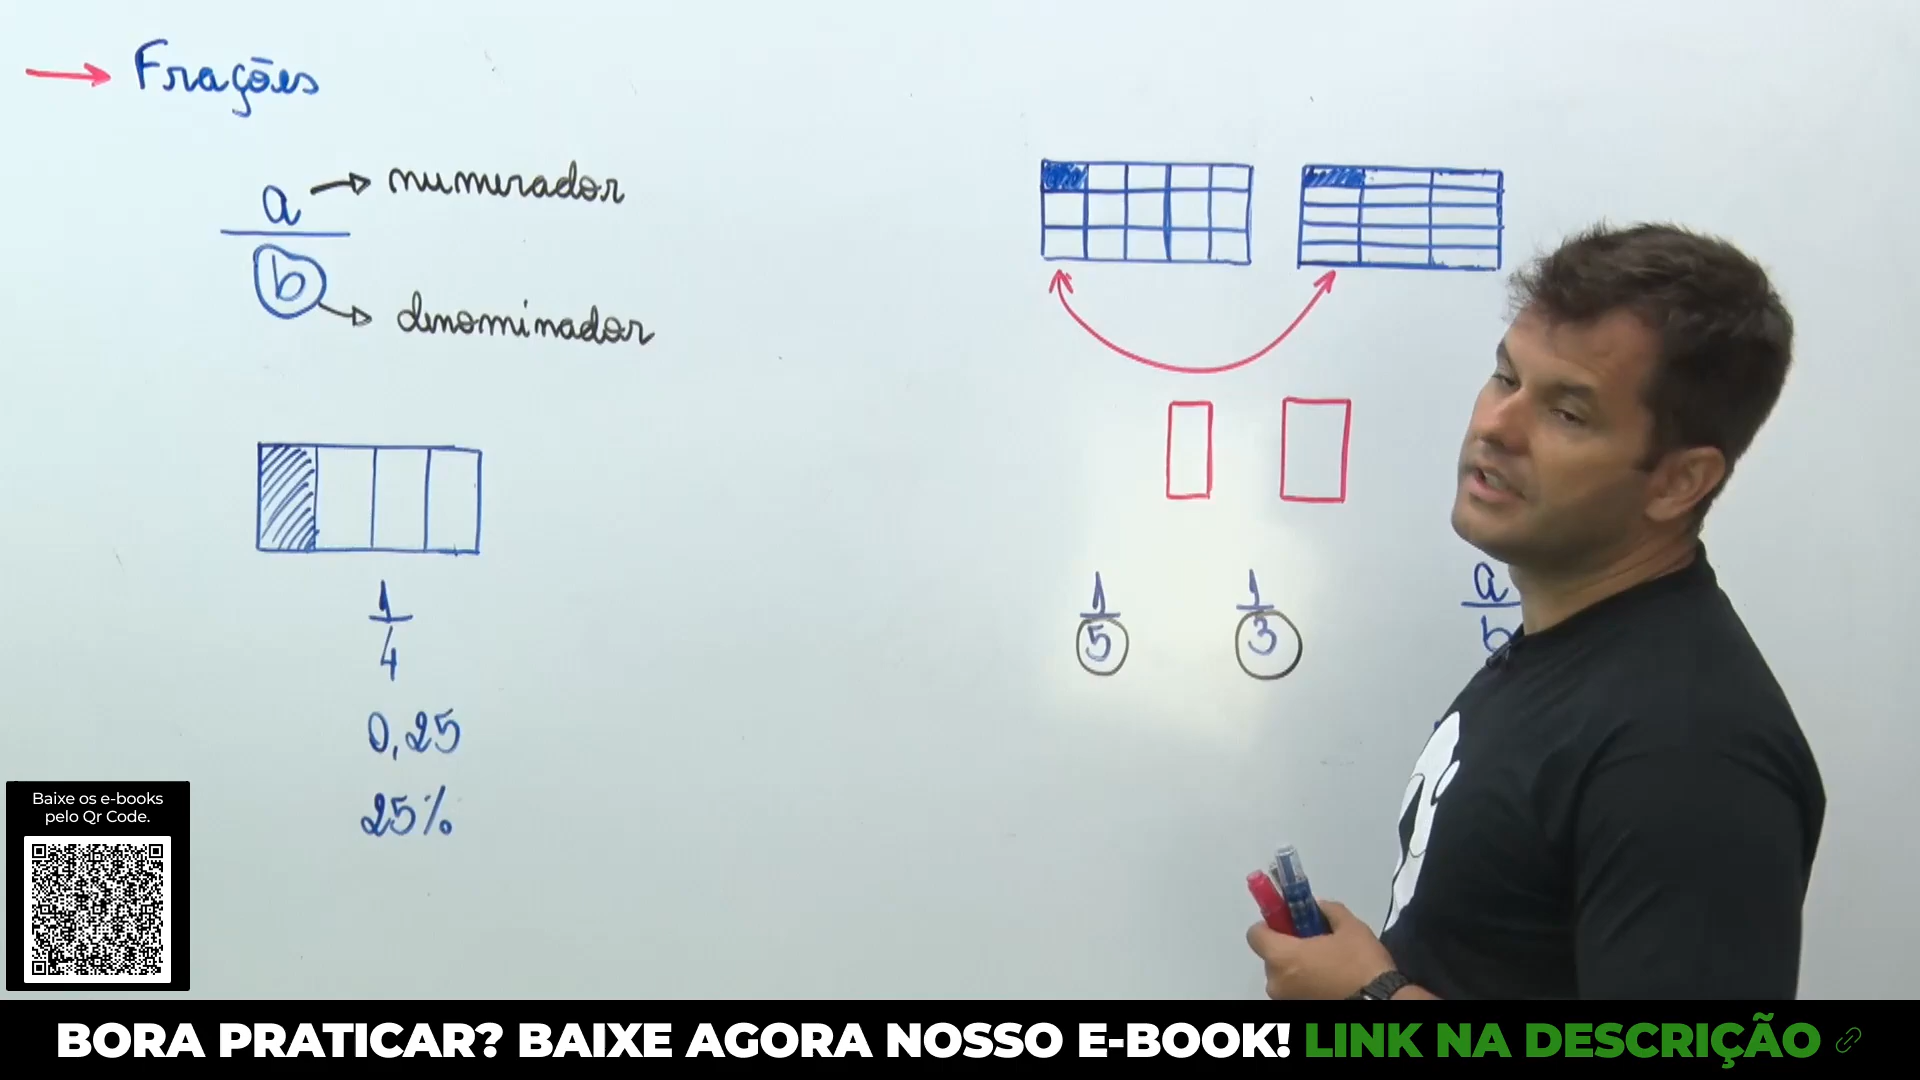 Frações
a
numerador
b
denominador
1
4
0,25
25%
1
5
1
3
a
b
Baixe os e-books
pelo Qr Code.
BORA PRATICAR? BAIXE AGORA NOSSO E-BOOK! LINK NA DESCRIÇÃO